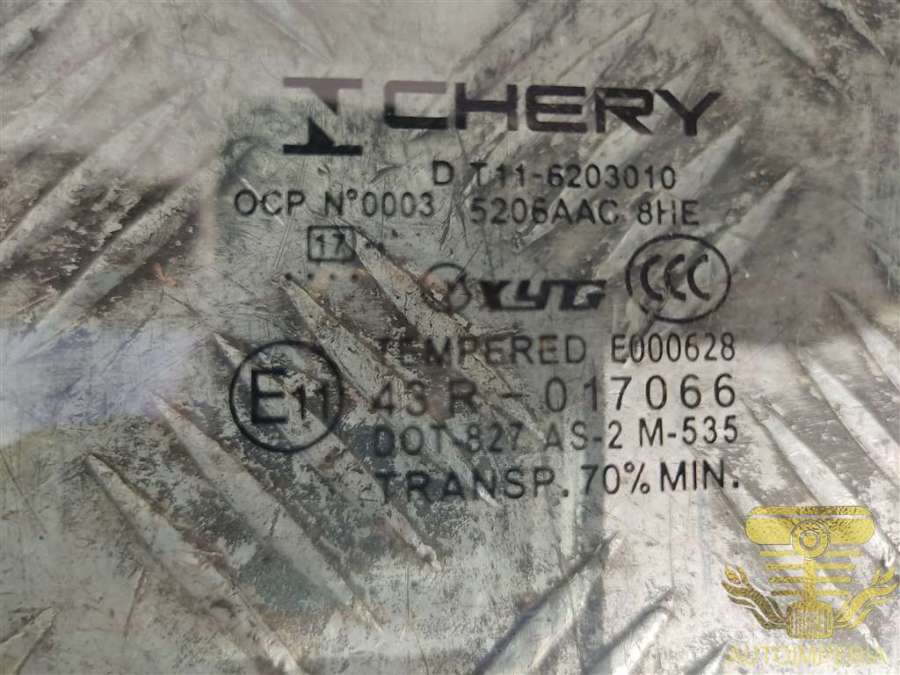 CHERY
D T11-6203010
OCP N°0003 5206AAC 8HE
17
XYG CCC
TEMPERED E000628
E11 43R-017066
DOT-827 AS-2 M-535
TRANSP. 70% MIN.
AUTOIMPERIA